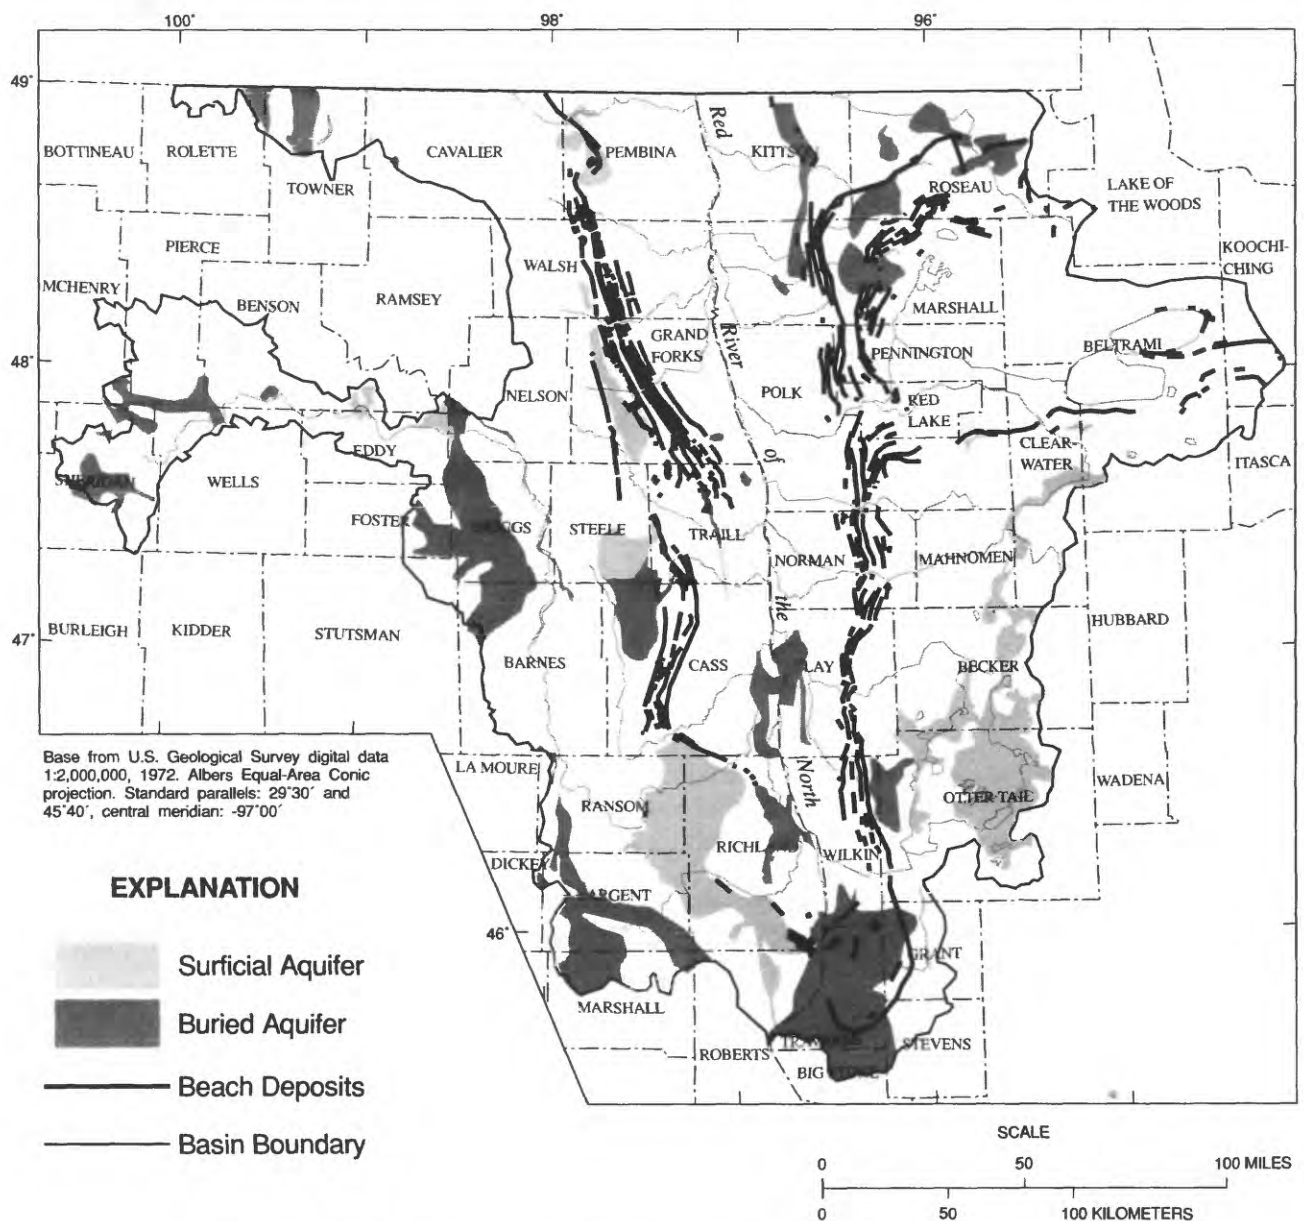 100°
98°
96°
49°
Red
BOTTINEAU
ROLETTE
CAVALIER
PEMBINA
TOWNER
ROSEAU
LAKE OF
THE WOODS
PIERCE
WALSH
KOOCHI-
CHING
MCHENRY
BENSON
RAMSEY
MARSHALL
GRAND
FORKS
River
BELTRAMI
48°
PENNINGTON
NELSON
POLK
RED
LAKE
EDDY
of
CLEAR-
WATER
ITASCA
SHERIDAN
WELLS
FOSTER
STEELE
TRAILL
NORMAN
MAHNOMEN
the
BURLEIGH
KIDDER
STUTSMAN
HUBBARD
47°
BARNES
CASS
BECKER
Base from U.S. Geological Survey digital data
1:2,000,000, 1972. Albers Equal-Area Conic
projection. Standard parallels: 29°30′ and
45°40′, central meridian: -97°00′
LA MOURE
North
WADENA
RANSOM
OTTER TAIL
RICHLAND
WILKIN
DICKEY
EXPLANATION
46°
GRANT
Surficial Aquifer
Buried Aquifer
MARSHALL
STEVENS
ROBERTS
BIG
Beach Deposits
Basin Boundary
SCALE
0 50 100 MILES
0 50 100 KILOMETERS